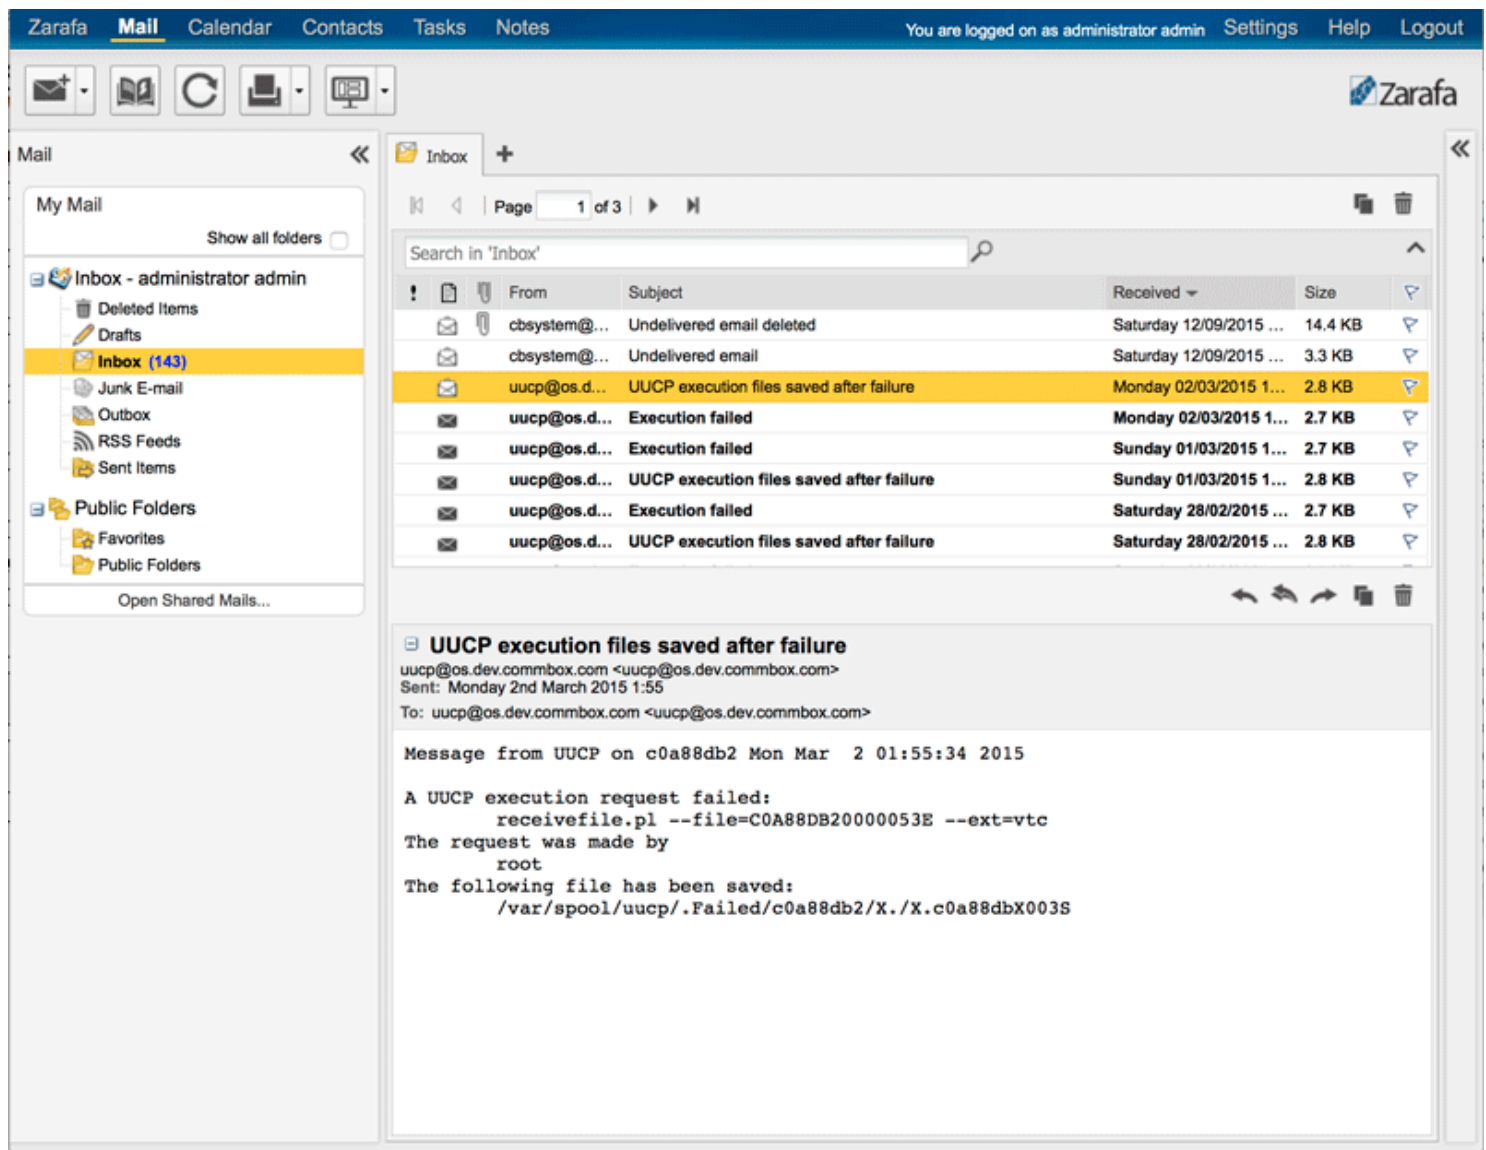 Zarafa Mail Calendar Contacts Tasks Notes You are logged on as administrator admin Settings Help Logout
Zarafa
Mail
My Mail
Show all folders
Inbox - administrator admin
Deleted Items
Drafts
Inbox (143)
Junk E-mail
Outbox
RSS Feeds
Sent Items
Public Folders
Favorites
Public Folders
Open Shared Mails...
Inbox
Page 1 of 3
Search in 'Inbox'
From Subject Received Size
cbsystem@... Undelivered email deleted Saturday 12/09/2015 ... 14.4 KB
cbsystem@... Undelivered email Saturday 12/09/2015 ... 3.3 KB
uucp@os.d... UUCP execution files saved after failure Monday 02/03/2015 1... 2.8 KB
uucp@os.d... Execution failed Monday 02/03/2015 1... 2.7 KB
uucp@os.d... Execution failed Sunday 01/03/2015 1... 2.7 KB
uucp@os.d... UUCP execution files saved after failure Sunday 01/03/2015 1... 2.8 KB
uucp@os.d... Execution failed Saturday 28/02/2015 ... 2.7 KB
uucp@os.d... UUCP execution files saved after failure Saturday 28/02/2015 ... 2.8 KB
UUCP execution files saved after failure
uucp@os.dev.commbox.com <uucp@os.dev.commbox.com>
Sent: Monday 2nd March 2015 1:55
To: uucp@os.dev.commbox.com <uucp@os.dev.commbox.com>
Message from UUCP on c0a88db2 Mon Mar  2 01:55:34 2015
A UUCP execution request failed:
receivefile.pl --file=C0A88DB20000053E --ext=vtc
The request was made by
root
The following file has been saved:
/var/spool/uucp/.Failed/c0a88db2/X./X.c0a88dbX003S